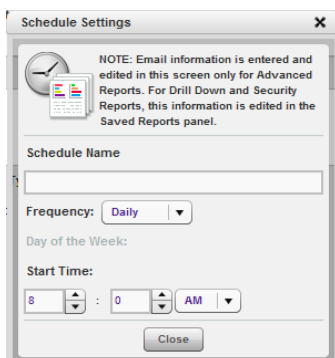 Schedule Settings
NOTE: Email information is entered and
edited in this screen only for Advanced
Reports. For Drill Down and Security
Reports, this information is edited in the
Saved Reports panel.
Schedule Name
Frequency: Daily
Day of the Week:
Start Time:
8 : 0 AM
Close